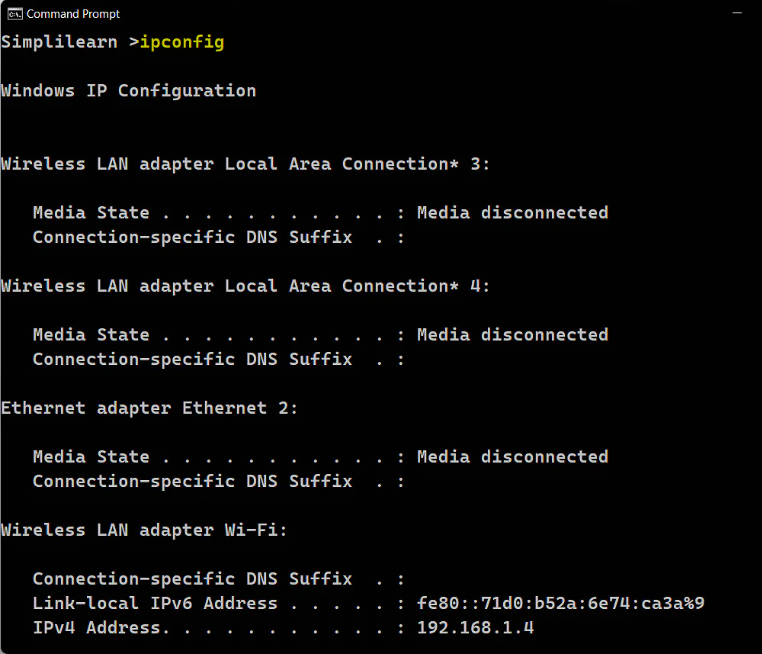 Command Prompt
Simplilearn >ipconfig
Windows IP Configuration
Wireless LAN adapter Local Area Connection* 3:
Media State . . . . . . . . . . . : Media disconnected
Connection-specific DNS Suffix  . :
Wireless LAN adapter Local Area Connection* 4:
Media State . . . . . . . . . . . : Media disconnected
Connection-specific DNS Suffix  . :
Ethernet adapter Ethernet 2:
Media State . . . . . . . . . . . : Media disconnected
Connection-specific DNS Suffix  . :
Wireless LAN adapter Wi-Fi:
Connection-specific DNS Suffix  . :
Link-local IPv6 Address . . . . . : fe80::71d0:b52a:6e74:ca3a%9
IPv4 Address. . . . . . . . . . . : 192.168.1.4